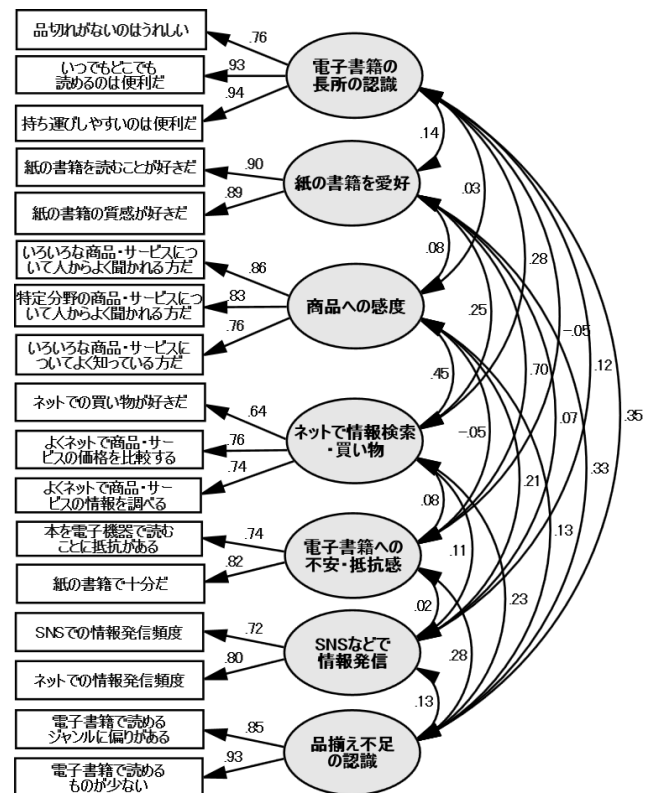 品切れがないのはうれしい
いつでもどこでも
読めるのは便利だ
持ち運びしやすいのは便利だ
.76
.93
.94
電子書籍の
長所の認識
.14
紙の書籍を読むことが好きだ
紙の書籍の質感が好きだ
.90
.89
紙の書籍を愛好
.03
.08
いろいろな商品・サービスにつ
いて人からよく聞かれる方だ
特定分野の商品・サービスにつ
いて人からよく聞かれる方だ
いろいろな商品・サービスに
ついてよく知っている方だ
.86
.83
.76
商品への感度
.28
.25
-.05
.12
.45
.70
.07
.35
ネットでの買い物が好きだ
よくネットで商品・サー
ビスの価格を比較する
よくネットで商品・サー
ビスの情報を調べる
.64
.76
.74
ネットで情報検索
・買い物
-.05
.33
.08
.21
.13
本を電子機器で読む
ことに抵抗がある
紙の書籍で十分だ
.74
.82
電子書籍への
不安・抵抗感
.11
.23
.02
SNSでの情報発信頻度
ネットでの情報発信頻度
.72
.80
SNSなどで
情報発信
.28
.13
電子書籍で読める
ジャンルに偏りがある
電子書籍で読める
ものが少ない
.85
.93
品揃え不足
の認識